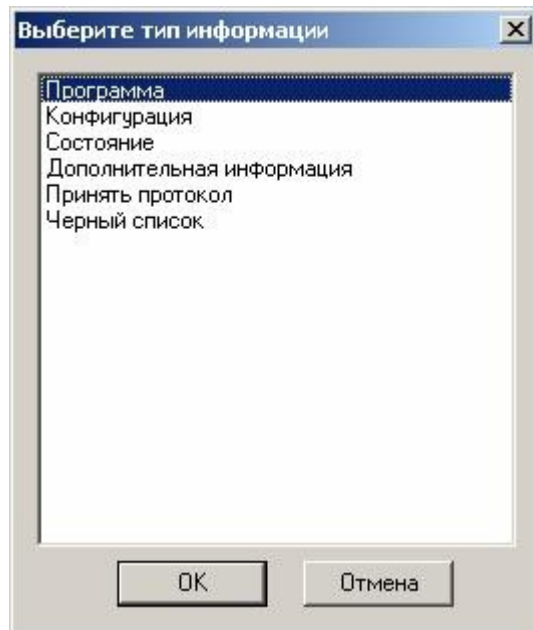 Выберите тип информации
Программа
Конфигурация
Состояние
Дополнительная информация
Принять протокол
Черный список
OK
Отмена